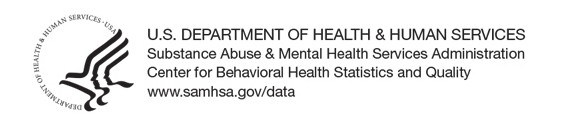 DEPARTMENT OF HEALTH & HUMAN SERVICES • USA
U.S. DEPARTMENT OF HEALTH & HUMAN SERVICES
Substance Abuse & Mental Health Services Administration
Center for Behavioral Health Statistics and Quality
www.samhsa.gov/data